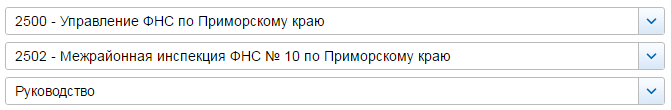 2500 - Управление ФНС по Приморскому краю
2502 - Межрайонная инспекция ФНС № 10 по Приморскому краю
Руководство